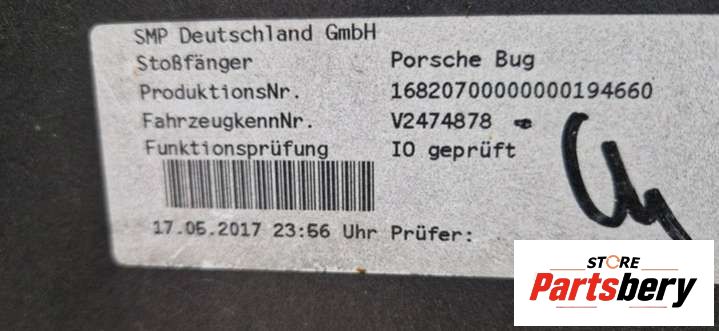 SMP Deutschland GmbH
Stoßfänger Porsche Bug
ProduktionsNr. 16820700000000194660
FahrzeugkennNr. V2474878
Funktionsprüfung IO geprüft
17.05.2017 23:56 Uhr Prüfer:
STORE
Partsbery